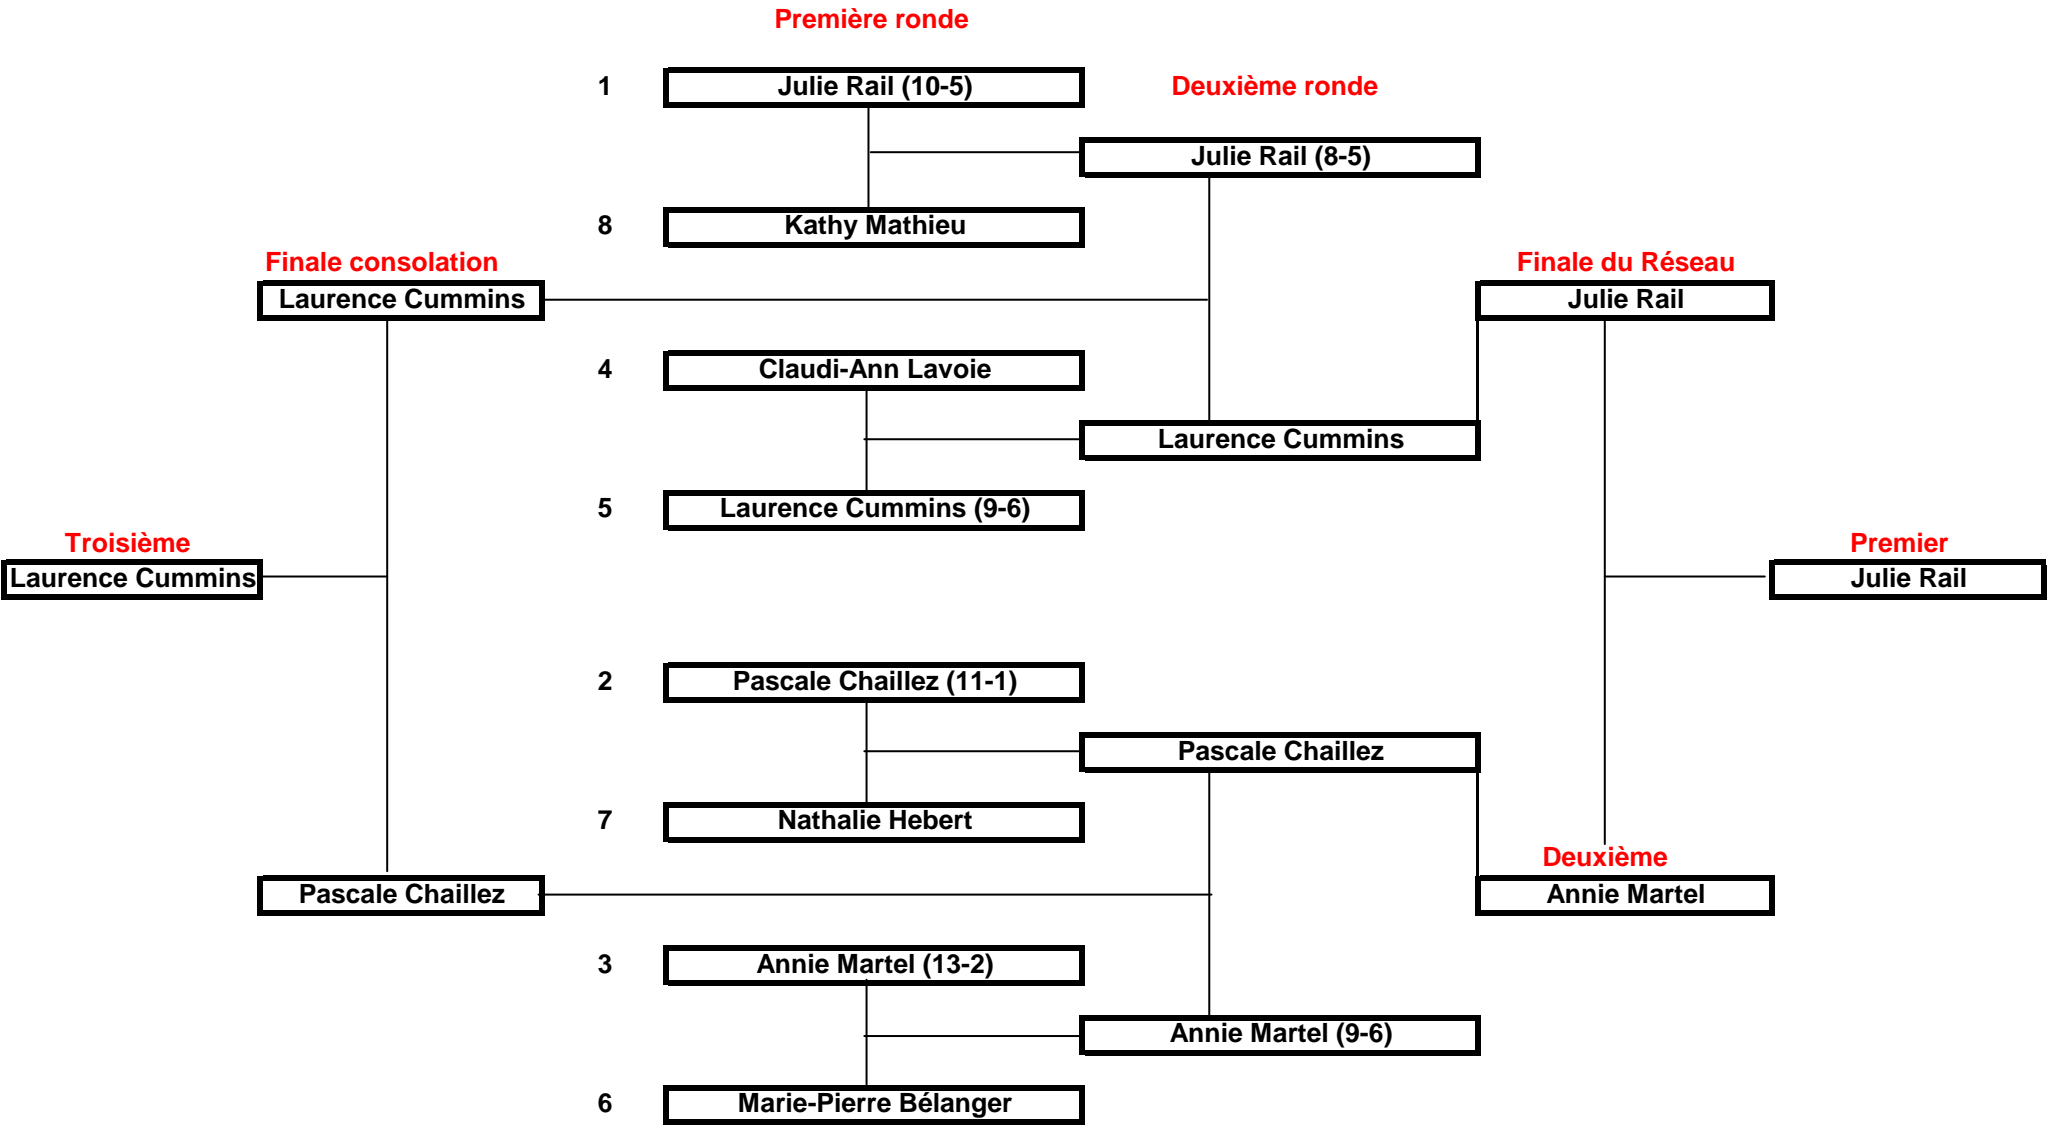 Première ronde
1 Julie Rail (10-5) Deuxième ronde
Julie Rail (8-5)
8 Kathy Mathieu
Finale consolation Finale du Réseau
Laurence Cummins Julie Rail
4 Claudi-Ann Lavoie
Laurence Cummins
5 Laurence Cummins (9-6)
Troisième Premier
Laurence Cummins Julie Rail
2 Pascale Chaillez (11-1)
Pascale Chaillez
7 Nathalie Hebert
Deuxième
Pascale Chaillez Annie Martel
3 Annie Martel (13-2)
Annie Martel (9-6)
6 Marie-Pierre Bélanger